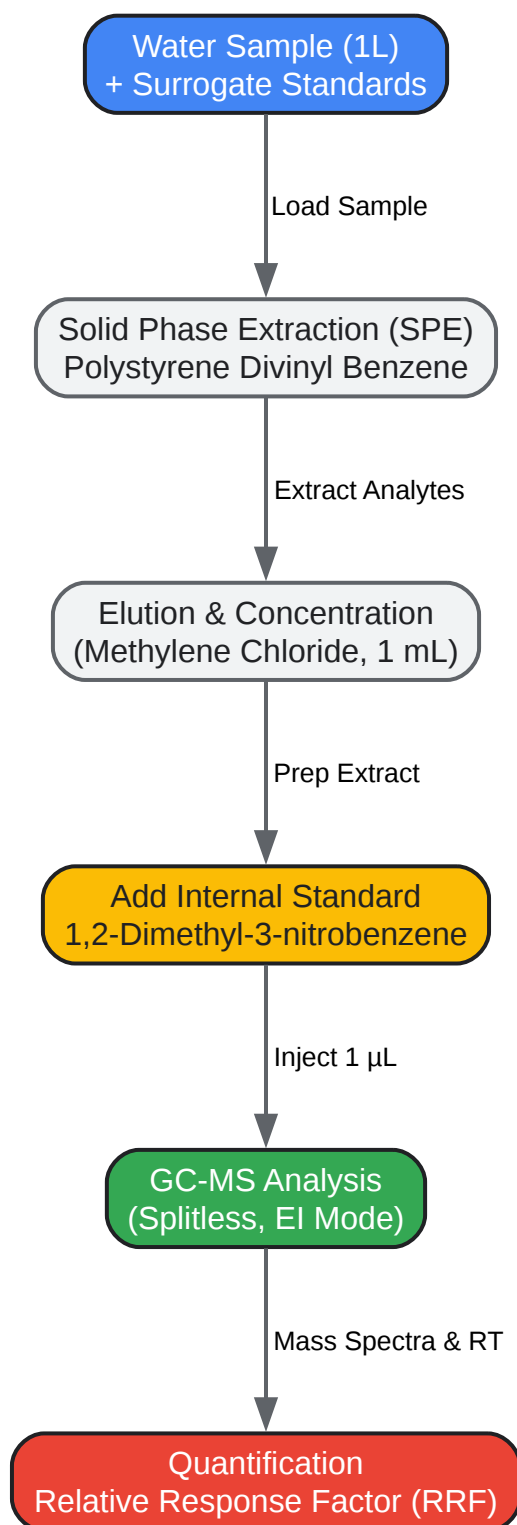 Water Sample (1L)
+ Surrogate Standards
Load Sample
Solid Phase Extraction (SPE)
Polystyrene Divinyl Benzene
Extract Analytes
Elution & Concentration
(Methylene Chloride, 1 mL)
Prep Extract
Add Internal Standard
1,2-Dimethyl-3-nitrobenzene
Inject 1 µL
GC-MS Analysis
(Splitless, EI Mode)
Mass Spectra & RT
Quantification
Relative Response Factor (RRF)